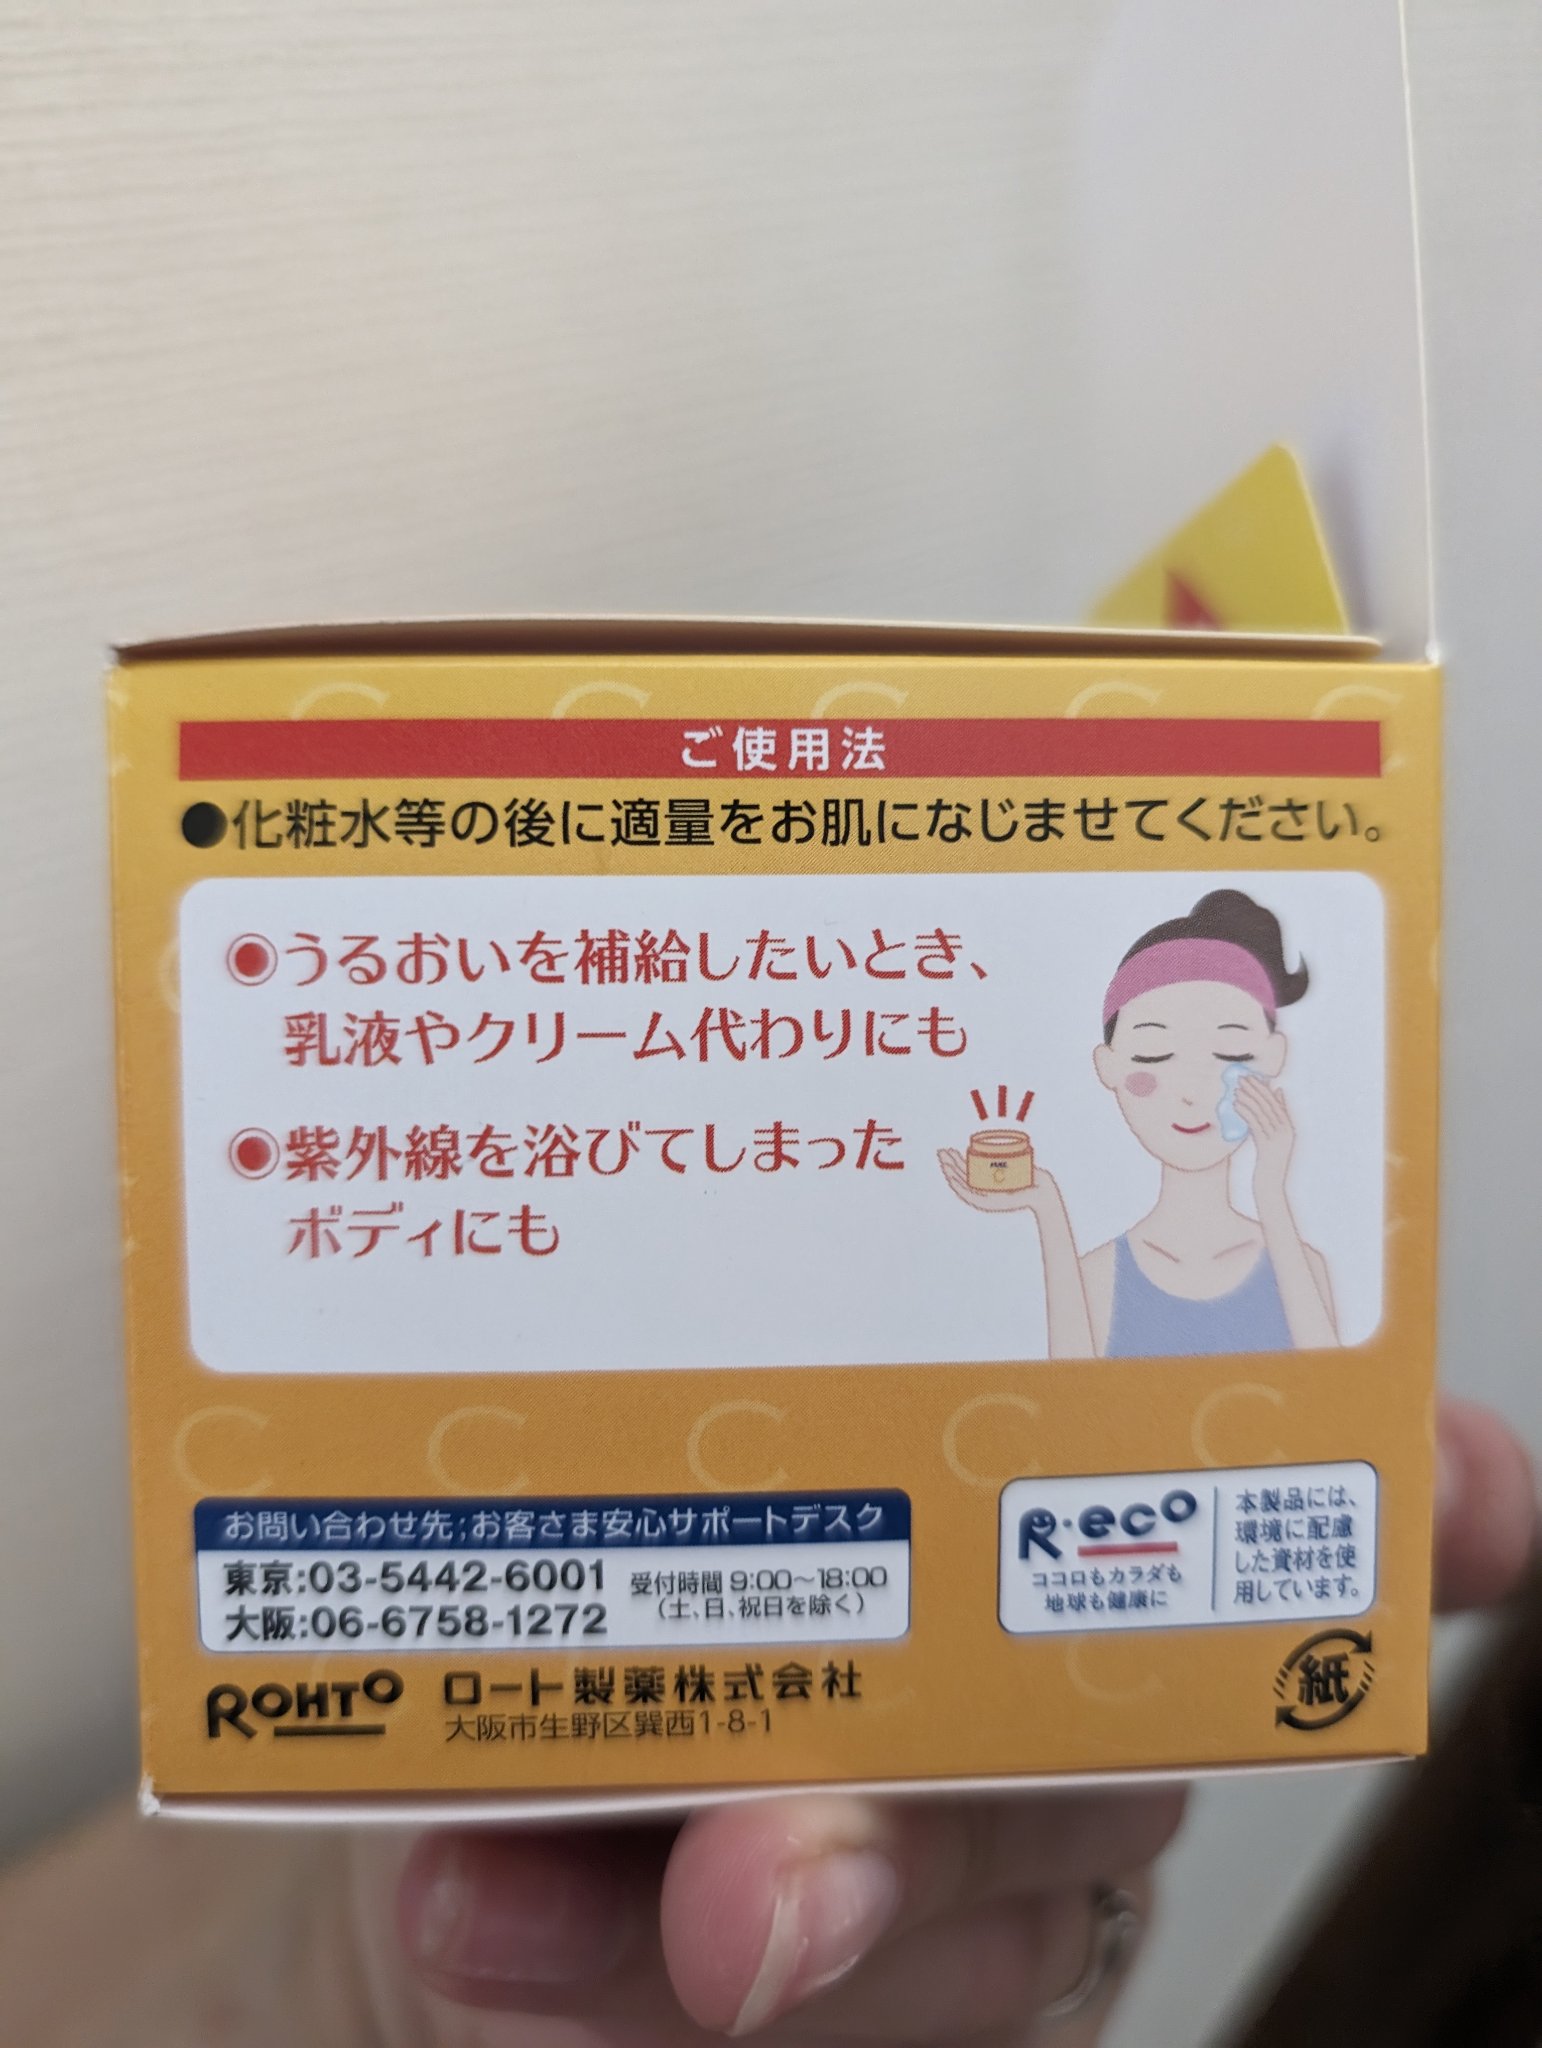 ご使用法
●化粧水等の後に適量をお肌になじませてください。
◉うるおいを補給したいとき、
乳液やクリーム代わりにも
◉紫外線を浴びてしまった
ボディにも
お問い合わせ先;お客さま安心サポートデスク
東京:03-5442-6001
大阪:06-6758-1272
受付時間 9:00~18:00
(土、日、祝日を除く)
R・eco
ココロもカラダも
地球も健康に
本製品には、
環境に配慮
した資材を使
用しています。
ROHTO
ロート製薬株式会社
大阪市生野区巽西1-8-1
紙